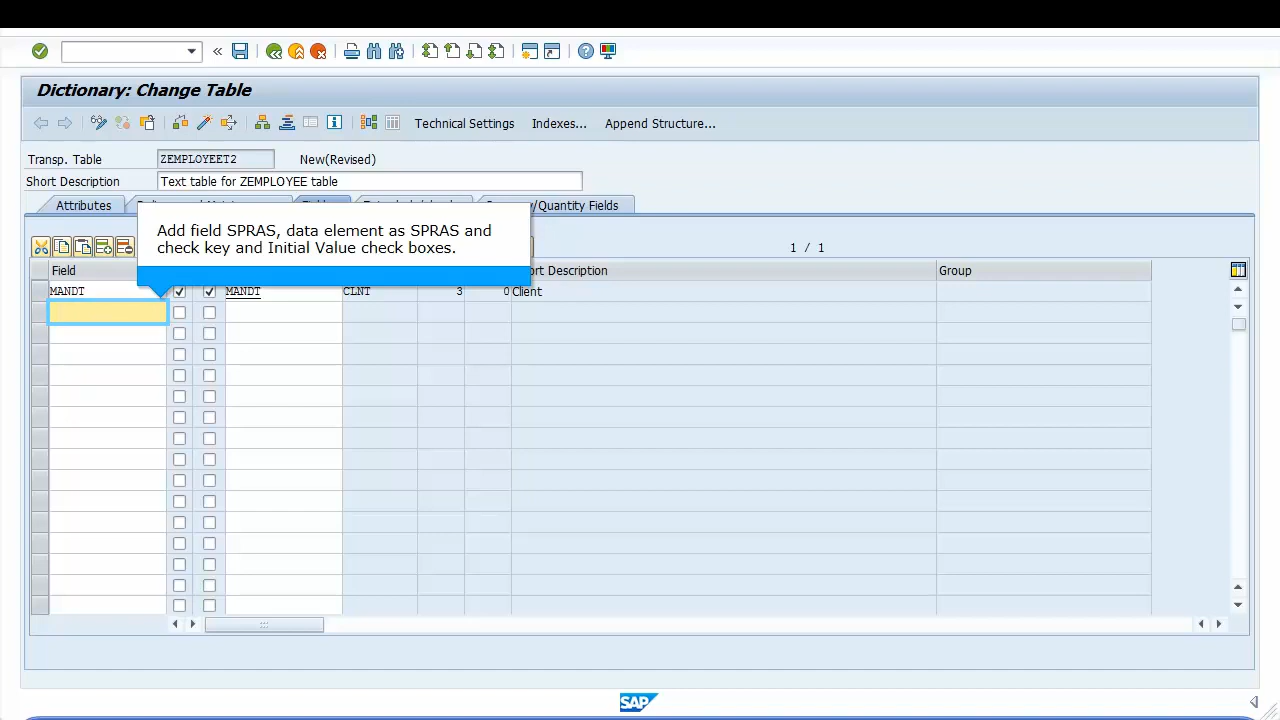 Dictionary: Change Table
Technical Settings Indexes... Append Structure...
Transp. Table ZEMPLOYEET2 New(Revised)
Short Description Text table for ZEMPLOYEE table
Attributes /Quantity Fields
Add field SPRAS, data element as SPRAS and
check key and Initial Value check boxes.
1 / 1
Field Description Group
MANDT MANDT CLNT 3 0 Client
SAP